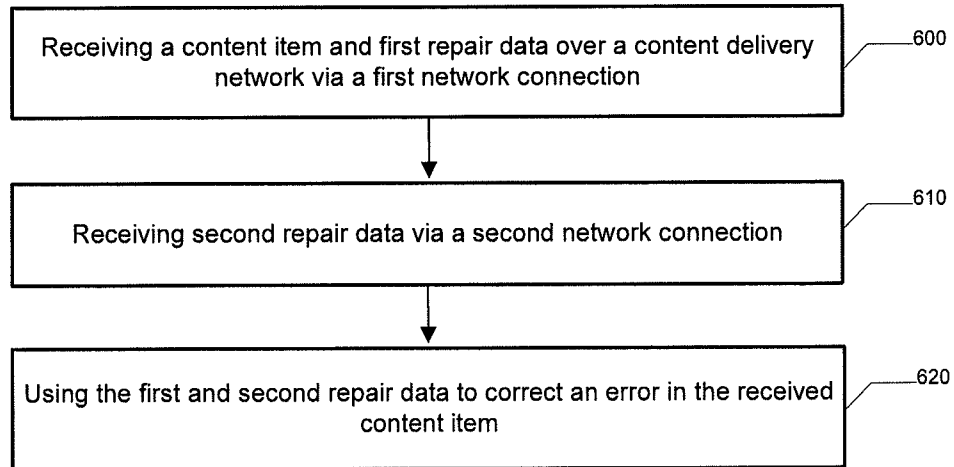 Receiving a content item and first repair data over a content delivery
network via a first network connection
600
Receiving second repair data via a second network connection
610
Using the first and second repair data to correct an error in the received
content item
620